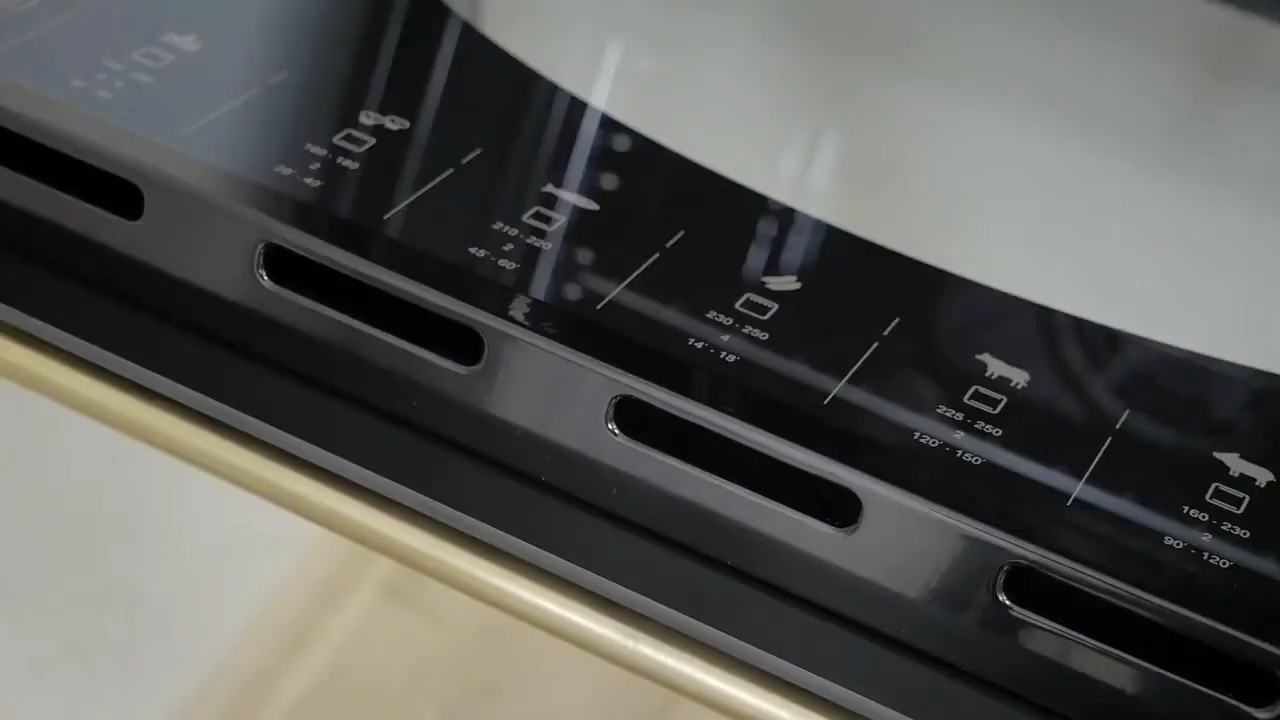 160 - 180
2
20' - 40'
210 - 220
2
45' - 60'
230 - 250
4
14' - 18'
225 - 250
2
120' - 150'
160 - 230
2
90' - 120'